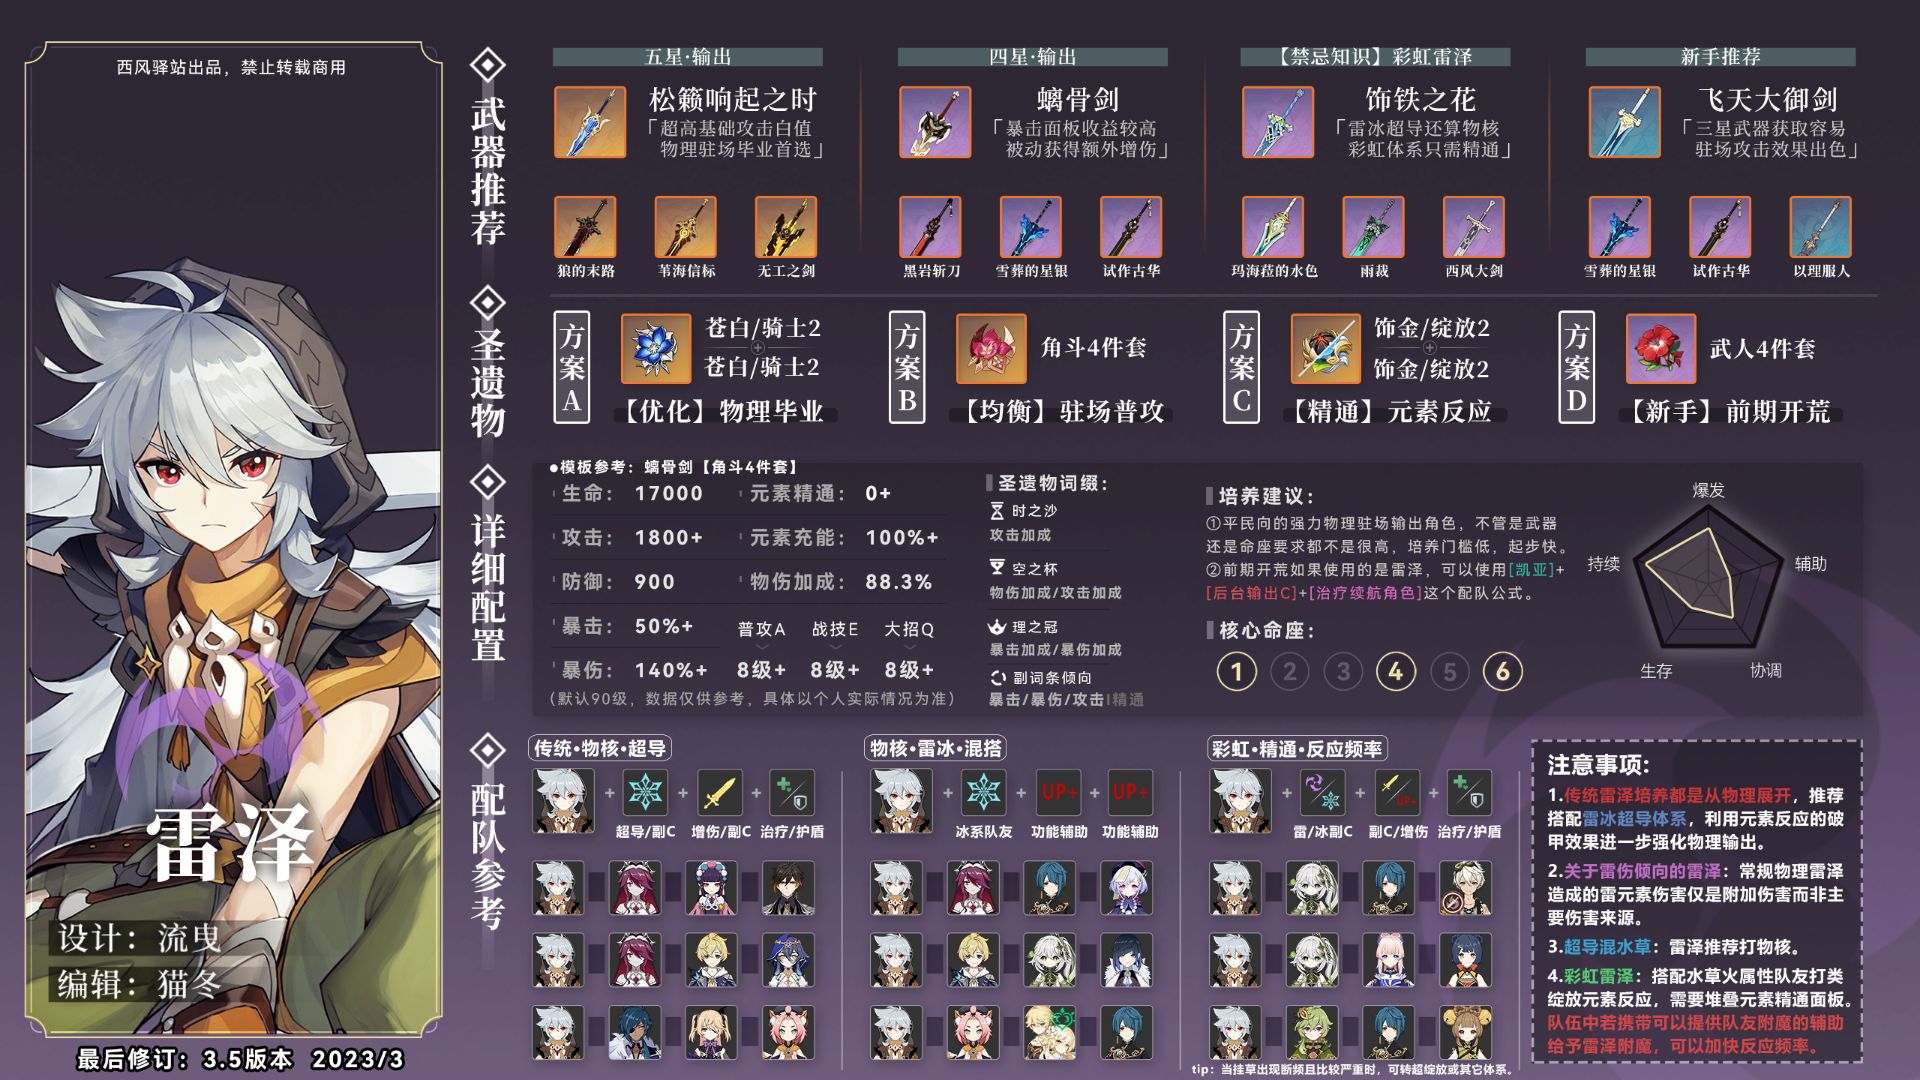 西风驿站出品，禁止转载商用
雷泽
设计：流曳
编辑：猫冬
最后修订：3.5版本 2023/3
武器推荐
五星·输出
松籁响起之时
「超高基础攻击白值
物理驻场毕业首选」
狼的末路
苇海信标
无工之剑
四星·输出
螭骨剑
「暴击面板收益较高
被动获得额外增伤」
黑岩斩刀
雪葬的星银
试作古华
【禁忌知识】彩虹雷泽
饰铁之花
「雷冰超导还算物核
彩虹体系只需精通」
玛海菈的水色
雨裁
西风大剑
新手推荐
飞天大御剑
「三星武器获取容易
驻场攻击效果出色」
雪葬的星银
试作古华
以理服人
圣遗物
方案A
苍白/骑士2
苍白/骑士2
【优化】物理毕业
方案B
角斗4件套
【均衡】驻场普攻
方案C
饰金/绽放2
饰金/绽放2
【精通】元素反应
方案D
武人4件套
【新手】前期开荒
详细配置
●模板参考：螭骨剑【角斗4件套】
生命： 17000 元素精通： 0+
攻击： 1800+ 元素充能： 100%+
防御： 900 物伤加成： 88.3%
暴击： 50%+ 普攻A 战技E 大招Q
暴伤： 140%+ 8级+ 8级+ 8级+
（默认90级，数据仅供参考，具体以个人实际情况为准）
圣遗物词缀：
时之沙
攻击加成
空之杯
物伤加成/攻击加成
理之冠
暴击加成/暴伤加成
副词条倾向
暴击/暴伤/攻击|精通
培养建议：
①平民向的强力物理驻场输出角色，不管是武器
还是命座要求都不是很高，培养门槛低，起步快。
②前期开荒如果使用的是雷泽，可以使用[凯亚]+
[后台输出C]+[治疗续航角色]这个配队公式。
核心命座：
1 2 3 4 5 6
爆发
持续
辅助
生存
协调
配队参考
传统·物核·超导
超导/副C 增伤/副C 治疗/护盾
物核·雷冰·混搭
UP+ UP+
冰系队友 功能辅助 功能辅助
彩虹·精通·反应频率
UP+
雷/冰副C 副C/增伤 治疗/护盾
tip：当挂草出现断频且比较严重时，可转超绽放或其它体系。
注意事项:
1.传统雷泽培养都是从物理展开，推荐
搭配雷冰超导体系，利用元素反应的破
甲效果进一步强化物理输出。
2.关于雷伤倾向的雷泽：常规物理雷泽
造成的雷元素伤害仅是附加伤害而非主
要伤害来源。
3.超导混水草：雷泽推荐打物核。
4.彩虹雷泽：搭配水草火属性队友打类
绽放元素反应，需要堆叠元素精通面板。
队伍中若携带可以提供队友附魔的辅助
给予雷泽附魔，可以加快反应频率。